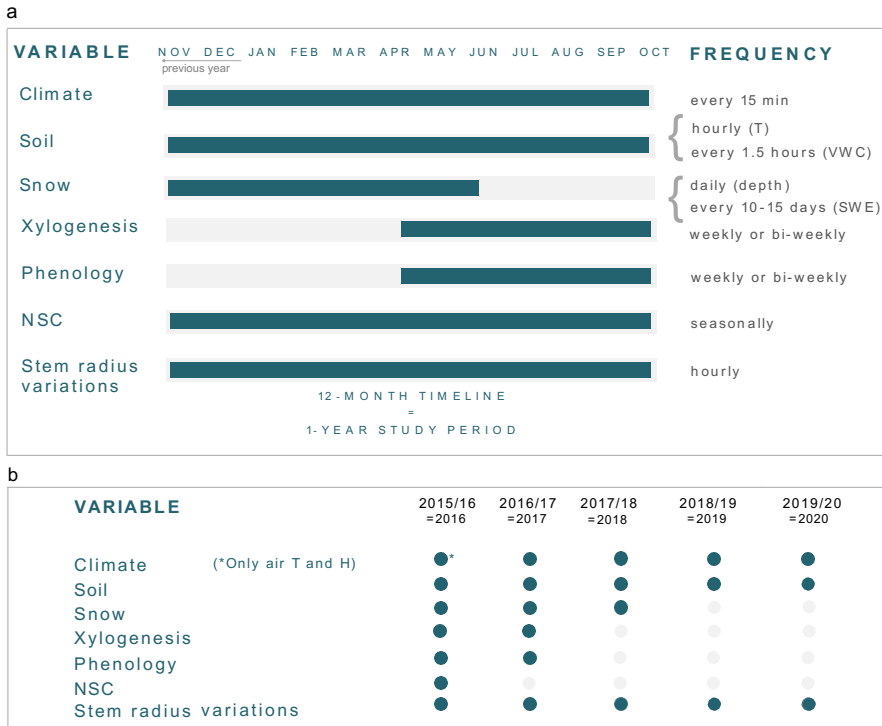 a
VARIABLE NOV DEC JAN FEB MAR APR MAY JUN JUL AUG SEP OCT FREQUENCY
previous year
Climate every 15 min
Soil { hourly (T)
every 1.5 hours (VWC)
Snow { daily (depth)
every 10-15 days (SWE)
Xylogenesis weekly or bi-weekly
Phenology weekly or bi-weekly
NSC seasonally
Stem radius hourly
variations
12-MONTH TIMELINE
=
1-YEAR STUDY PERIOD
b
VARIABLE 2015/16 2016/17 2017/18 2018/19 2019/20
=2016 =2017 =2018 =2019 =2020
Climate (*Only air T and H) *
Soil
Snow
Xylogenesis
Phenology
NSC
Stem radius variations